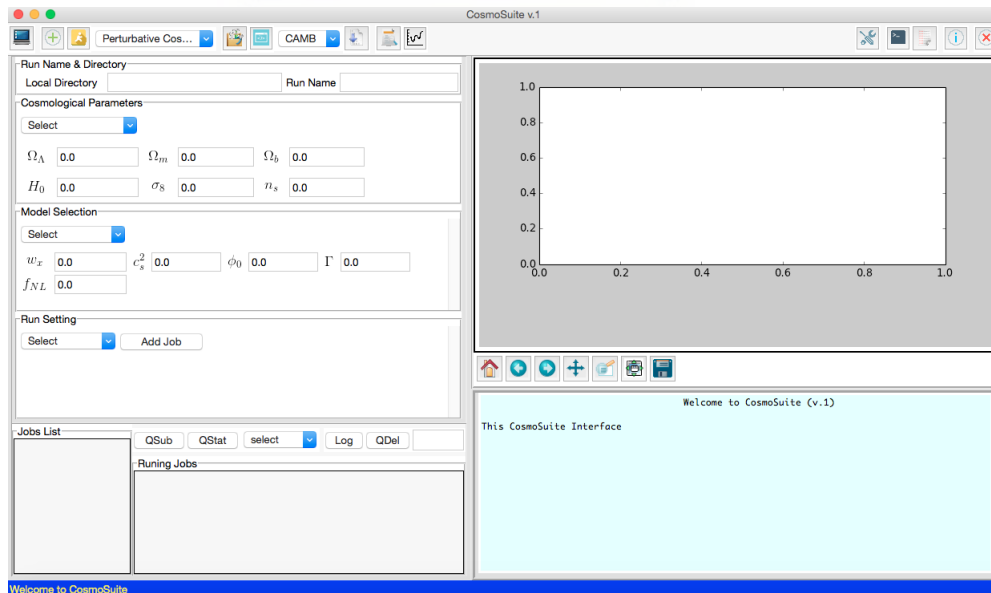 CosmoSuite v.1
Perturbative Cos... CAMB
Run Name & Directory
Local Directory Run Name
Cosmological Parameters
Select
Ω_Λ 0.0 Ω_m 0.0 Ω_b 0.0
H_0 0.0 σ_8 0.0 n_s 0.0
Model Selection
Select
w_x 0.0 c_s^2 0.0 ϕ_0 0.0 Γ 0.0
f_NL 0.0
Run Setting
Select Add Job
Jobs List
QSub QStat select Log QDel
Runing Jobs
1.0
0.8
0.6
0.4
0.2
0.0
0.0 0.2 0.4 0.6 0.8 1.0
Welcome to CosmoSuite (v.1)
This CosmoSuite Interface
Welcome to CosmoSuite